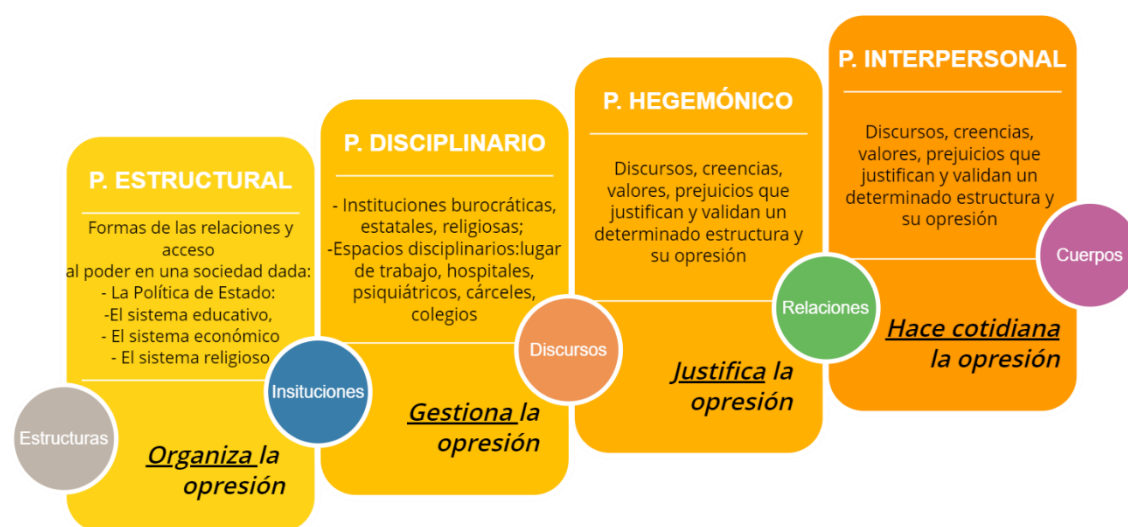 P. ESTRUCTURAL
Formas de las relaciones y
acceso
al poder en una sociedad dada:
- La Política de Estado:
-El sistema educativo,
- El sistema económico
- El sistema religioso
Estructuras
Organiza la
opresión
P. DISCIPLINARIO
- Instituciones burocráticas,
estatales, religiosas;
-Espacios disciplinarios:lugar
de trabajo, hospitales,
psiquiátricos, cárceles,
colegios
Insituciones
Gestiona la
opresión
P. HEGEMÓNICO
Discursos, creencias,
valores, prejuicios que
justifican y validan un
determinado estructura y
su opresión
Discursos
Justifica la
opresión
P. INTERPERSONAL
Discursos, creencias,
valores, prejuicios que
justifican y validan un
determinado estructura y
su opresión
Relaciones
Hace cotidiana
la opresión
Cuerpos